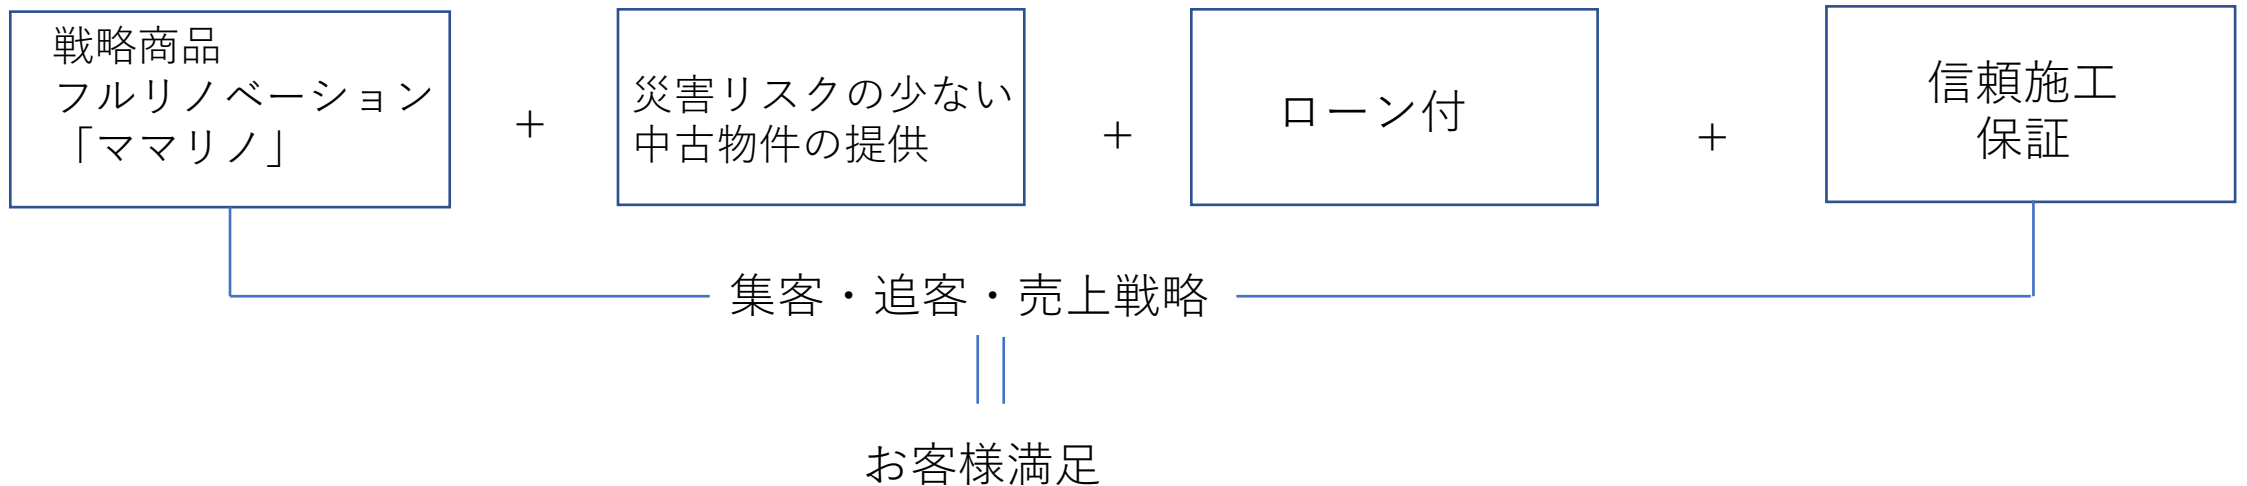 戦略商品
フルリノベーション
「ママリノ」
+
災害リスクの少ない
中古物件の提供
+
ローン付
+
信頼施工
保証
集客・追客・売上戦略
お客様満足